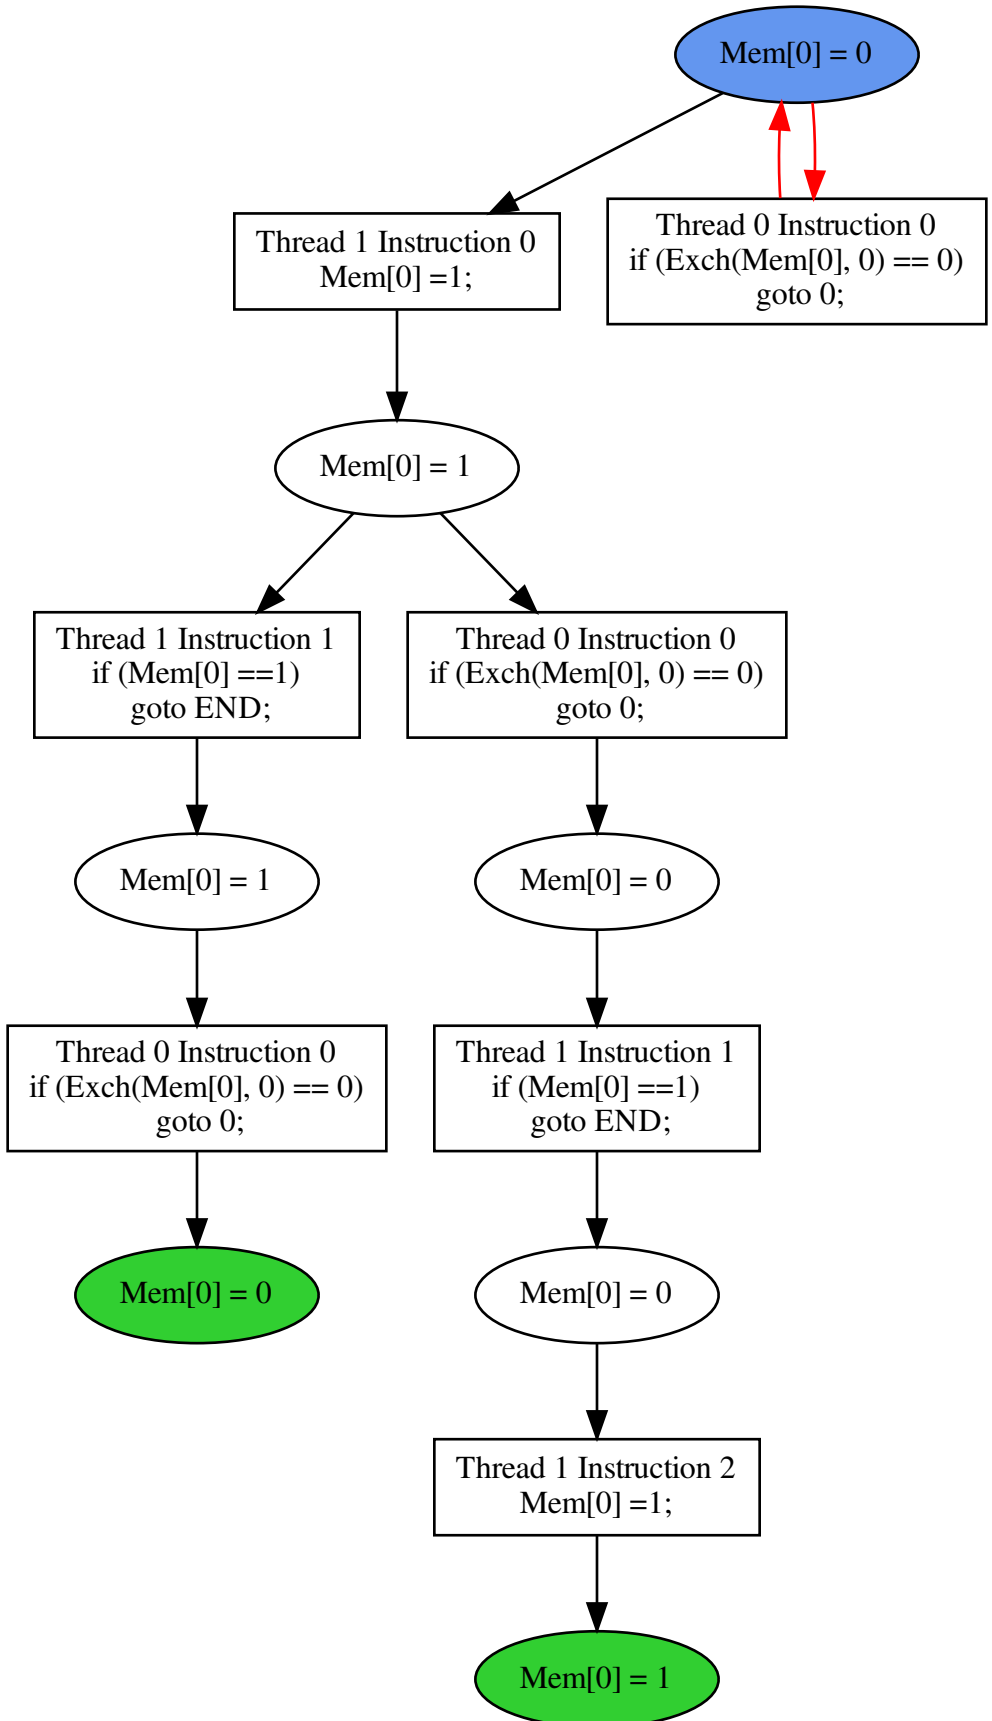 Mem[0] = 0
Thread 1 Instruction 0
Mem[0] =1;
Thread 0 Instruction 0
if (Exch(Mem[0], 0) == 0)
goto 0;
Mem[0] = 1
Thread 1 Instruction 1
if (Mem[0] ==1)
goto END;
Thread 0 Instruction 0
if (Exch(Mem[0], 0) == 0)
goto 0;
Mem[0] = 1
Mem[0] = 0
Thread 0 Instruction 0
if (Exch(Mem[0], 0) == 0)
goto 0;
Thread 1 Instruction 1
if (Mem[0] ==1)
goto END;
Mem[0] = 0
Mem[0] = 0
Thread 1 Instruction 2
Mem[0] =1;
Mem[0] = 1